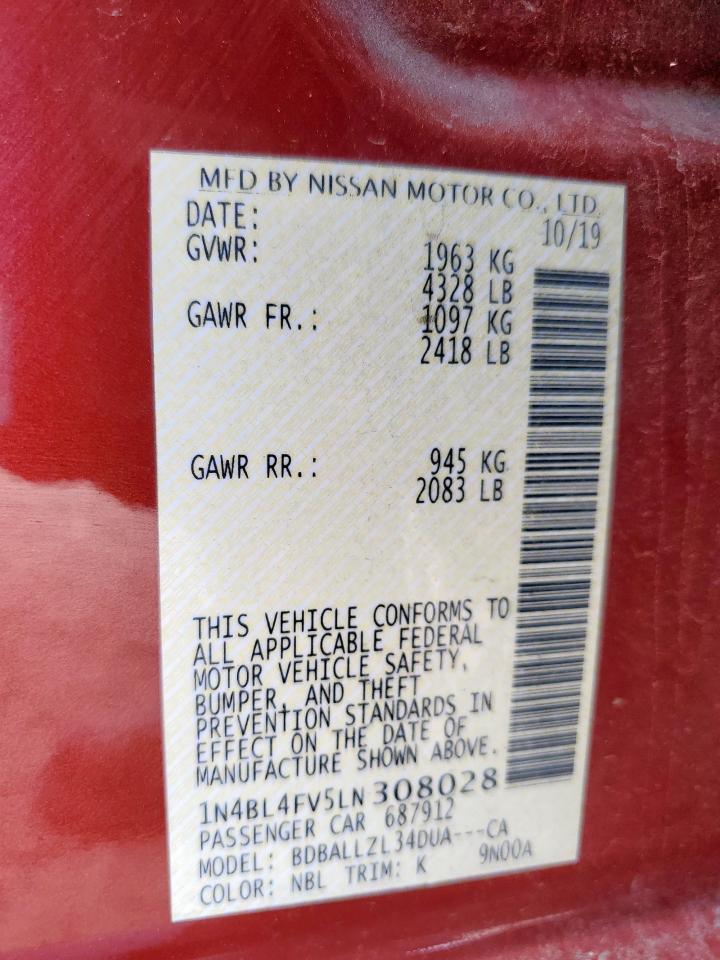 MFD BY NISSAN MOTOR CO., LTD.
DATE: 10/19
GVWR: 1963 KG
4328 LB
GAWR FR.: 1097 KG
2418 LB
GAWR RR.: 945 KG
2083 LB
THIS VEHICLE CONFORMS TO
ALL APPLICABLE FEDERAL
MOTOR VEHICLE SAFETY,
BUMPER, AND THEFT
PREVENTION STANDARDS IN
EFFECT ON THE DATE OF
MANUFACTURE SHOWN ABOVE.
1N4BL4FV5LN308028
PASSENGER CAR 687912
MODEL: BDBALLZL34DUA---CA
COLOR: NBL TRIM: K 9N00A